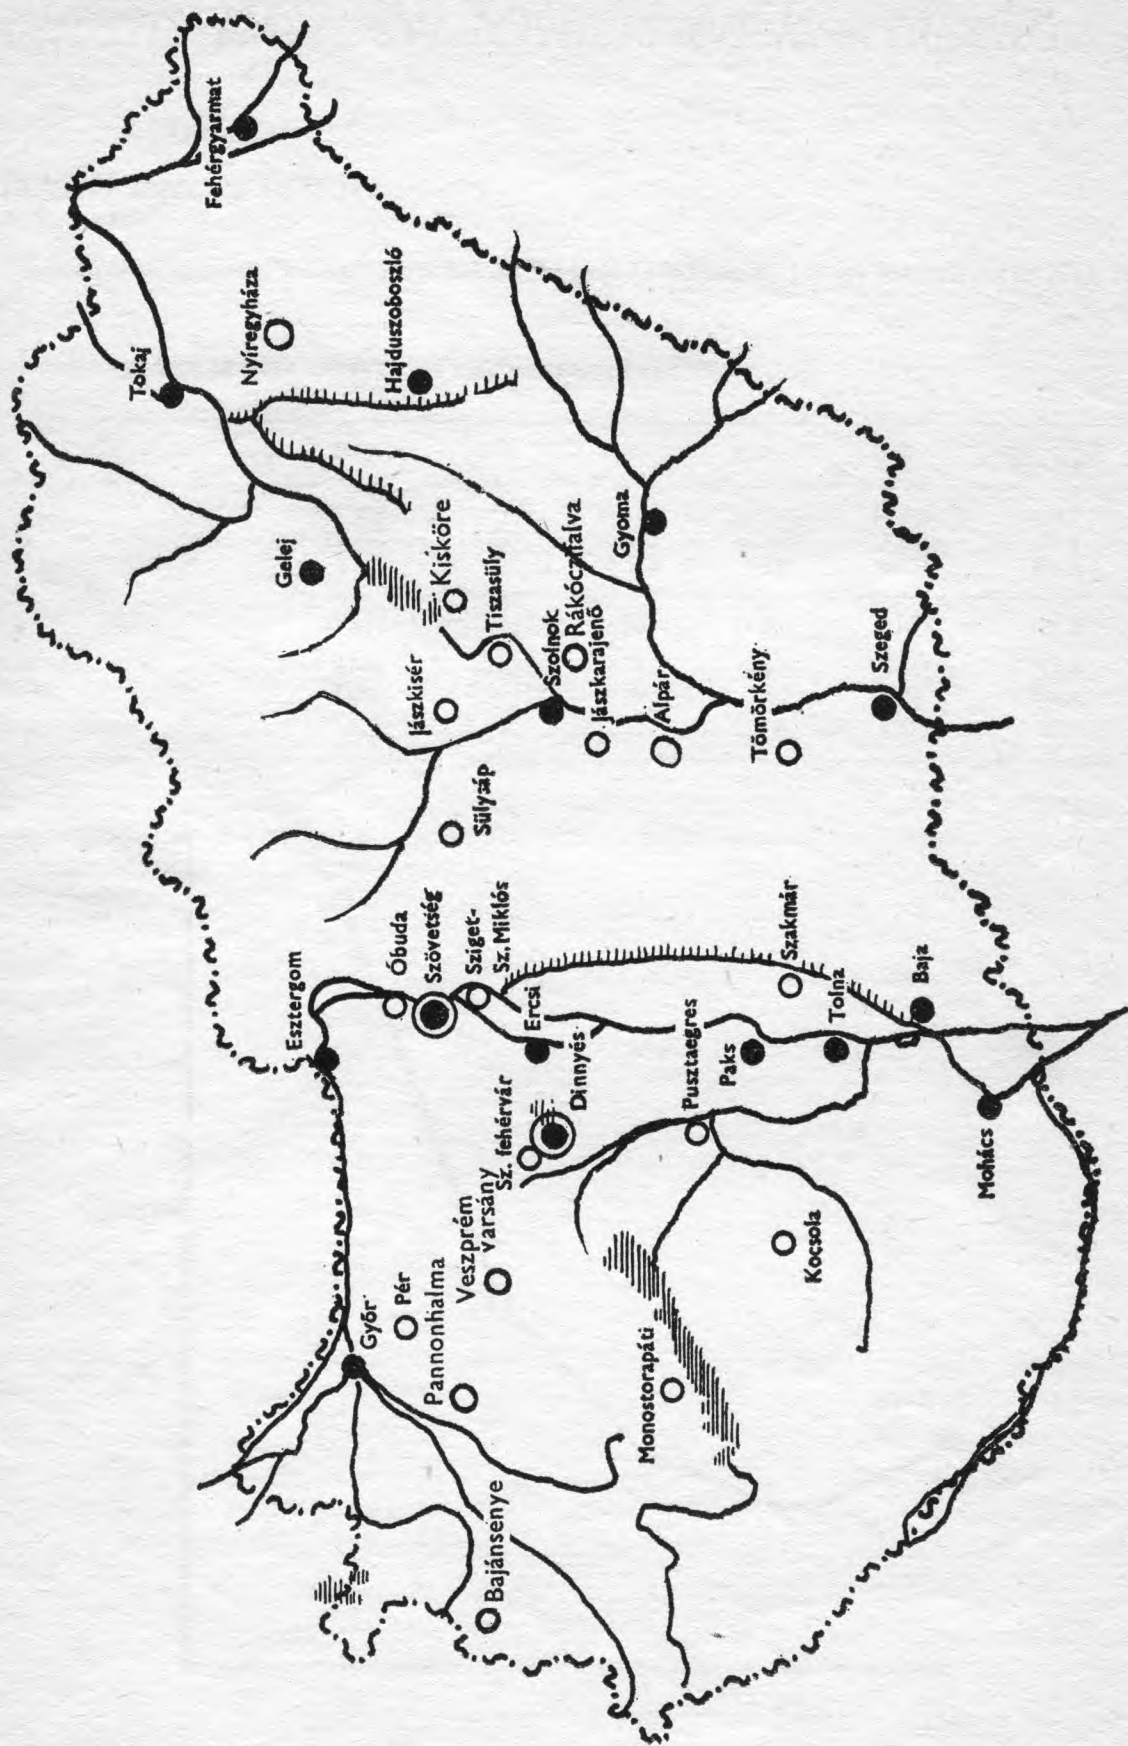 Fehérgyarmat
Tokaj
Nyíregyháza
Hajduszoboszló
Gelej
Kisköre
Tiszasüly
Jászkisér
Szolnok
Rákóczifalva
Jászkarajenő
Gyoma
Alpár
Tömörkény
Szeged
Sülysáp
Esztergom
Óbuda
Szövetség
Sziget-
Sz. Miklós
Ercsi
Dinnyés
Sz. fehérvár
Pusztaegres
Paks
Tolna
Szakmár
Baja
Mohács
Kocsola
Győr
Pér
Pannonhalma
Veszprém
varsány
Monostorapáti
Bajánsenye